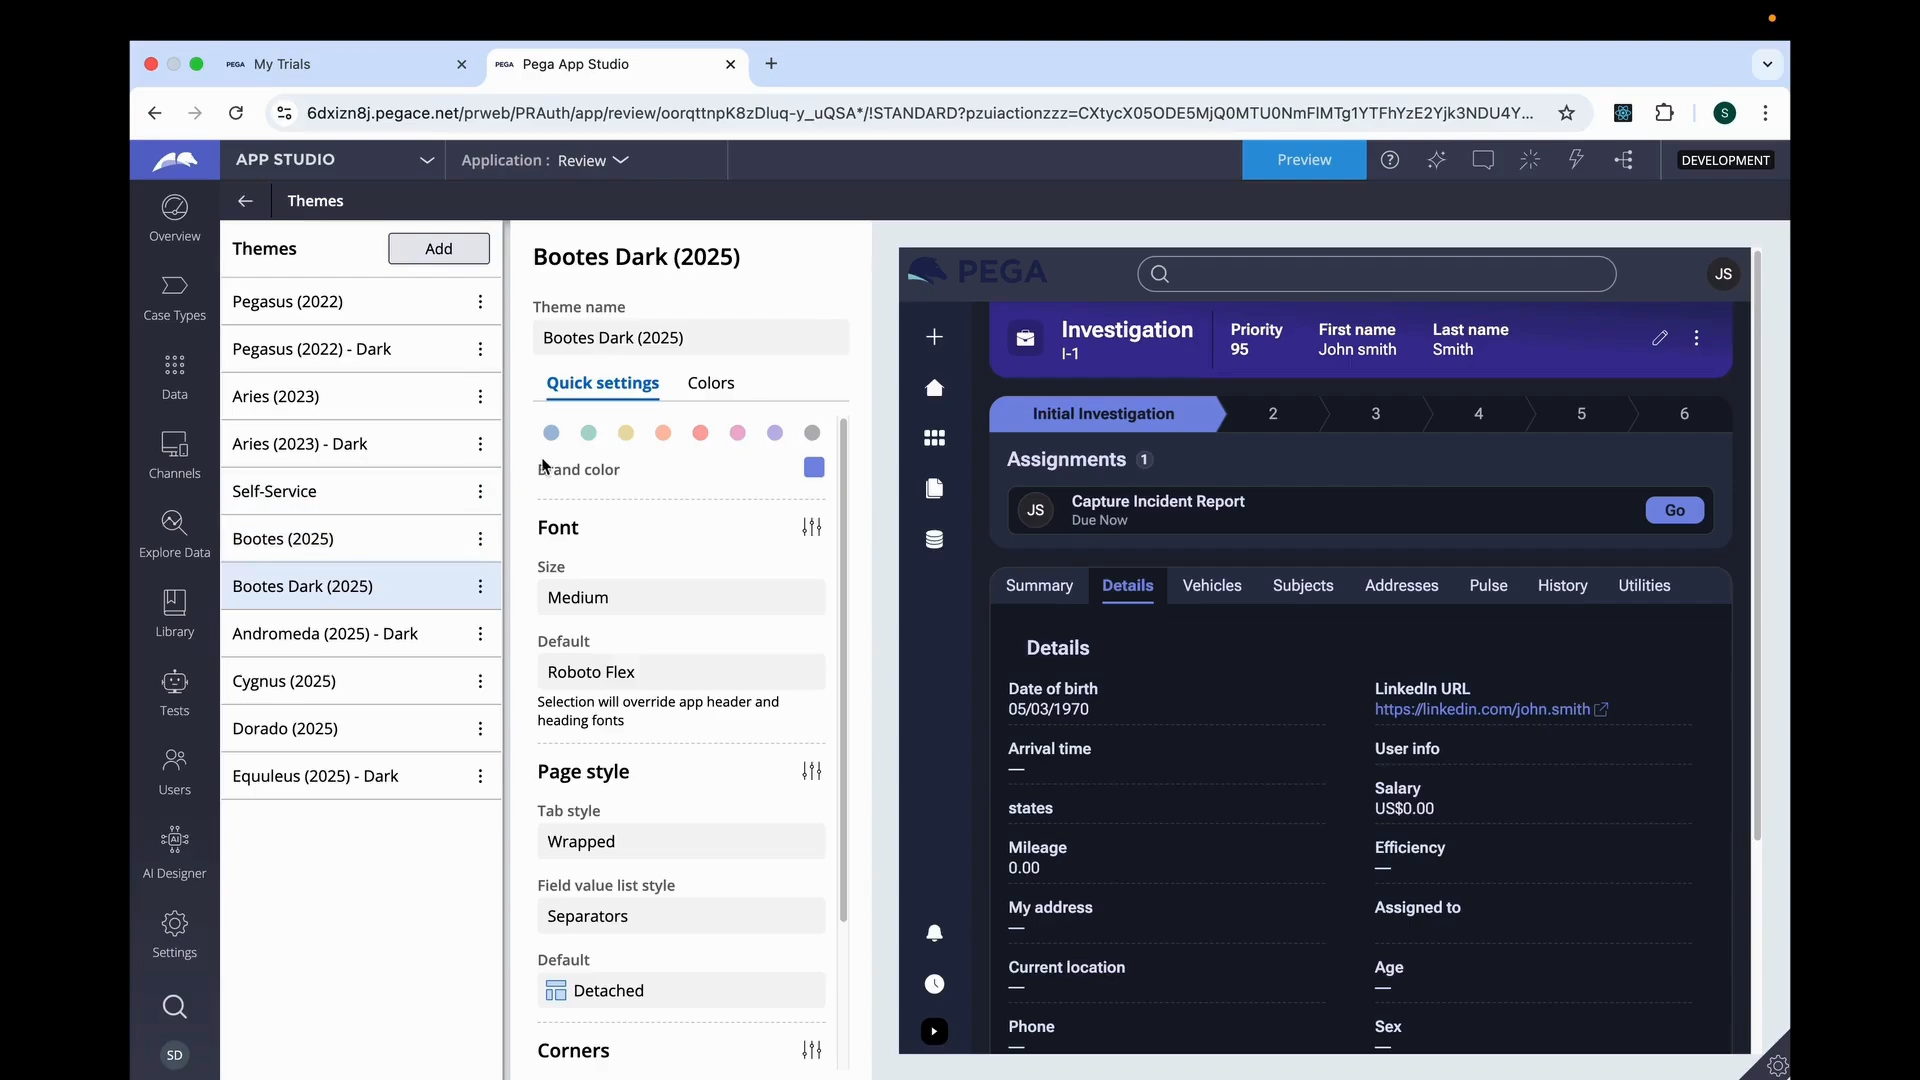 PEGA My Trials
PEGA Pega App Studio
6dxizn8j.pegace.net/prweb/PRAuth/app/review/oorqttnpK8zDluq-y_uQSA*/!STANDARD?pzuiactionzzz=CXtycX05ODE5MjQ0MTU0NmFlMTg1YTFhYzE2Yjk3NDU4Y...
S
APP STUDIO
Application : Review
Preview
DEVELOPMENT
Themes
Overview
Case Types
Data
Channels
Explore Data
Library
Tests
Users
AI
AI Designer
Settings
SD
Themes
Add
Pegasus (2022)
Pegasus (2022) - Dark
Aries (2023)
Aries (2023) - Dark
Self-Service
Bootes (2025)
Bootes Dark (2025)
Andromeda (2025) - Dark
Cygnus (2025)
Dorado (2025)
Equuleus (2025) - Dark
Bootes Dark (2025)
Theme name
Bootes Dark (2025)
Quick settings Colors
Brand color
Font
Size
Medium
Default
Roboto Flex
Selection will override app header and
heading fonts
Page style
Tab style
Wrapped
Field value list style
Separators
Default
Detached
Corners
PEGA
JS
Investigation
I-1
Priority
95
First name
John smith
Last name
Smith
Initial Investigation 2 3 4 5 6
Assignments 1
JS
Capture Incident Report
Due Now
Go
Summary Details Vehicles Subjects Addresses Pulse History Utilities
Details
Date of birth
05/03/1970
Arrival time
—
states
Mileage
0.00
My address
—
Current location
—
Phone
—
LinkedIn URL
https://linkedin.com/john.smith
User info
Salary
US$0.00
Efficiency
—
Assigned to
Age
—
Sex
—